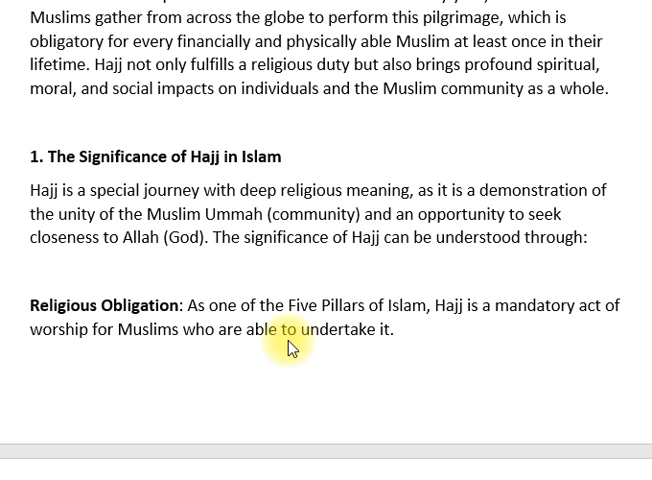 Muslims gather from across the globe to perform this pilgrimage, which is
obligatory for every financially and physically able Muslim at least once in their
lifetime. Hajj not only fulfills a religious duty but also brings profound spiritual,
moral, and social impacts on individuals and the Muslim community as a whole.
1. The Significance of Hajj in Islam
Hajj is a special journey with deep religious meaning, as it is a demonstration of
the unity of the Muslim Ummah (community) and an opportunity to seek
closeness to Allah (God). The significance of Hajj can be understood through:
Religious Obligation: As one of the Five Pillars of Islam, Hajj is a mandatory act of
worship for Muslims who are able to undertake it.